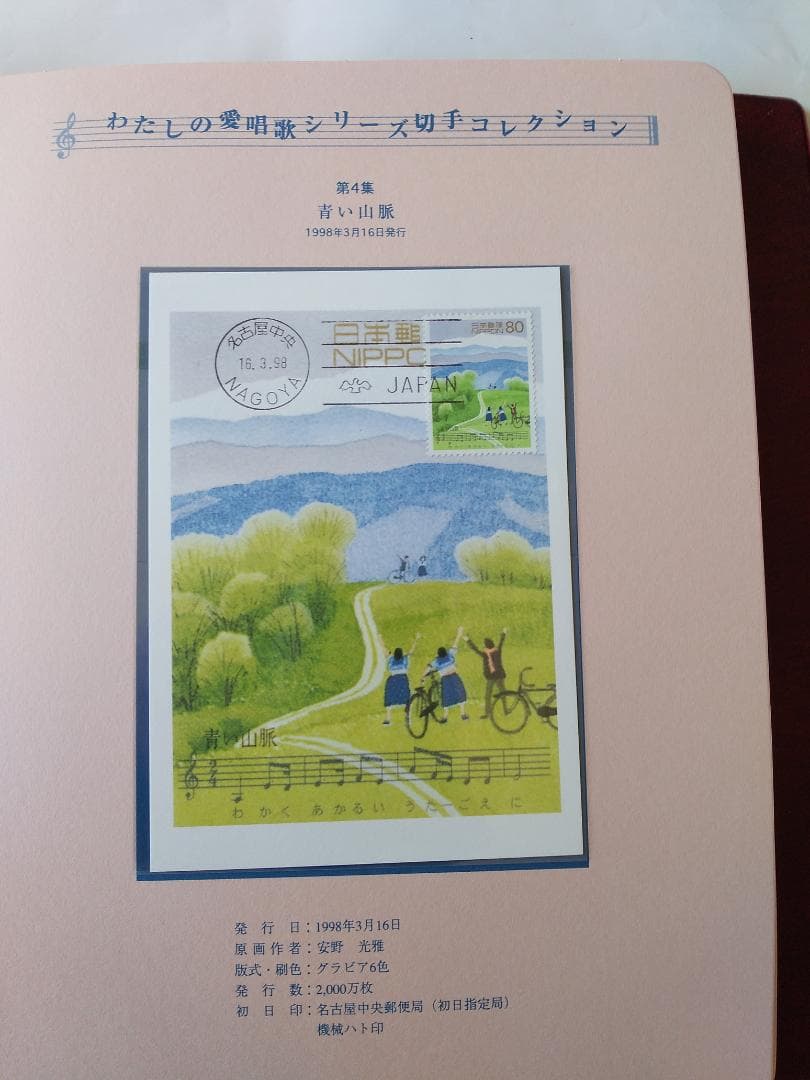 わたしの愛唱歌シリーズ切手コレクション
第4集
青い山脈
1998年3月16日発行
名古屋中央
16.3.98
NAGOYA
日本郵
NIPPO
JAPAN
日本郵便 80
NIPPON
青い山脈
2
4
わかく あかるい うたーごえ に
発行日：1998年3月16日
原画作者：安野 光雅
版式・刷色：グラビア6色
発行数：2,000万枚
初日印：名古屋中央郵便局（初日指定局）
機械ハト印